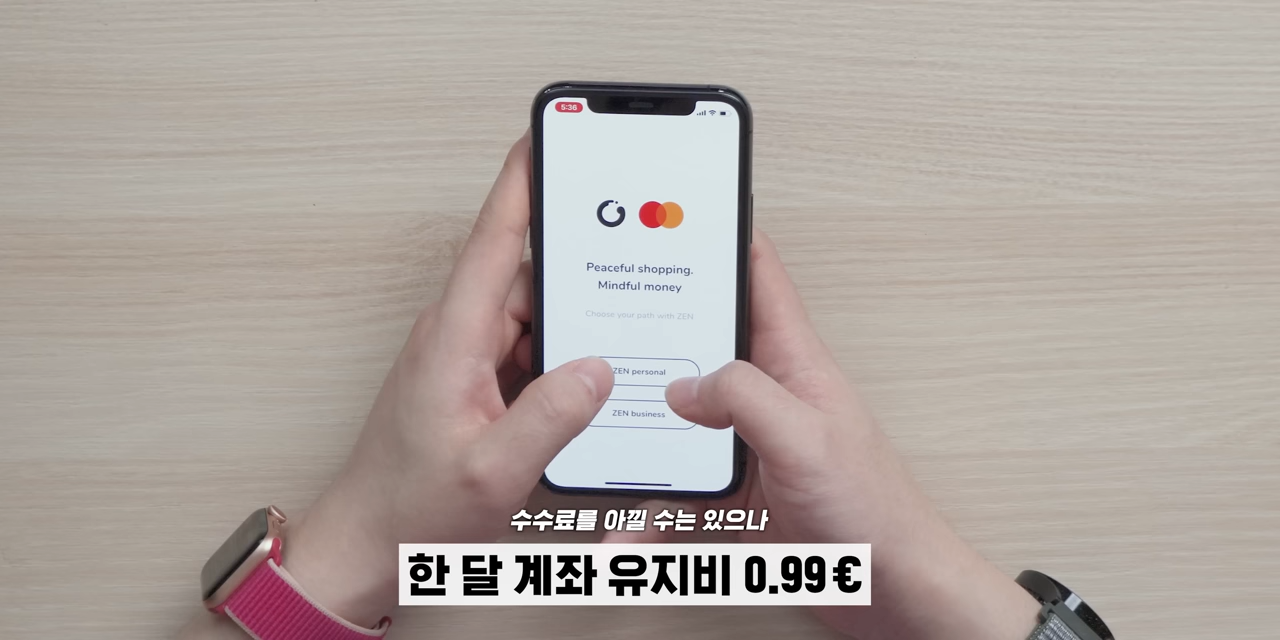 5:36
Peaceful shopping.
Mindful money
Choose your path with ZEN
ZEN personal
ZEN business
수수료를 아낄 수는 있으나
한 달 계좌 유지비 0.99€